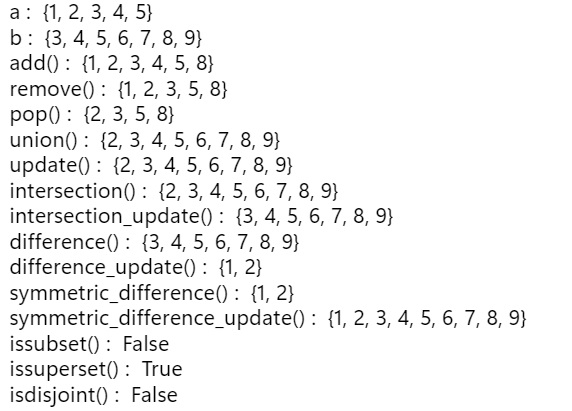 a : {1, 2, 3, 4, 5}
b : {3, 4, 5, 6, 7, 8, 9}
add() : {1, 2, 3, 4, 5, 8}
remove() : {1, 2, 3, 5, 8}
pop() : {2, 3, 5, 8}
union() : {2, 3, 4, 5, 6, 7, 8, 9}
update() : {2, 3, 4, 5, 6, 7, 8, 9}
intersection() : {2, 3, 4, 5, 6, 7, 8, 9}
intersection_update() : {3, 4, 5, 6, 7, 8, 9}
difference() : {3, 4, 5, 6, 7, 8, 9}
difference_update() : {1, 2}
symmetric_difference() : {1, 2}
symmetric_difference_update() : {1, 2, 3, 4, 5, 6, 7, 8, 9}
issubset() : False
issuperset() : True
isdisjoint() : False